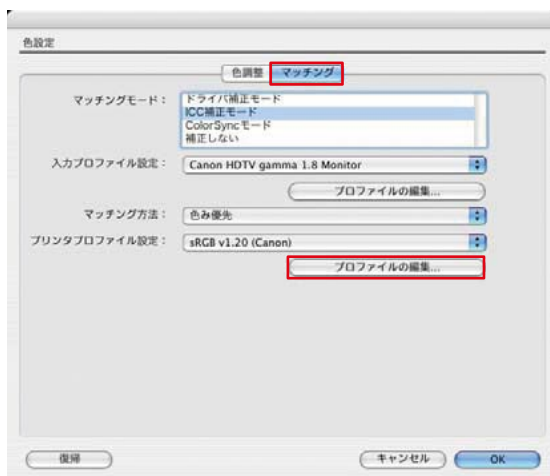 色設定
色調整 マッチング
マッチングモード：
ドライバ補正モード
ICC補正モード
ColorSyncモード
補正しない
入力プロファイル設定： Canon HDTV gamma 1.8 Monitor
プロファイルの編集...
マッチング方法： 色み優先
プリンタプロファイル設定： sRGB v1.20 (Canon)
プロファイルの編集...
復帰 キャンセル OK